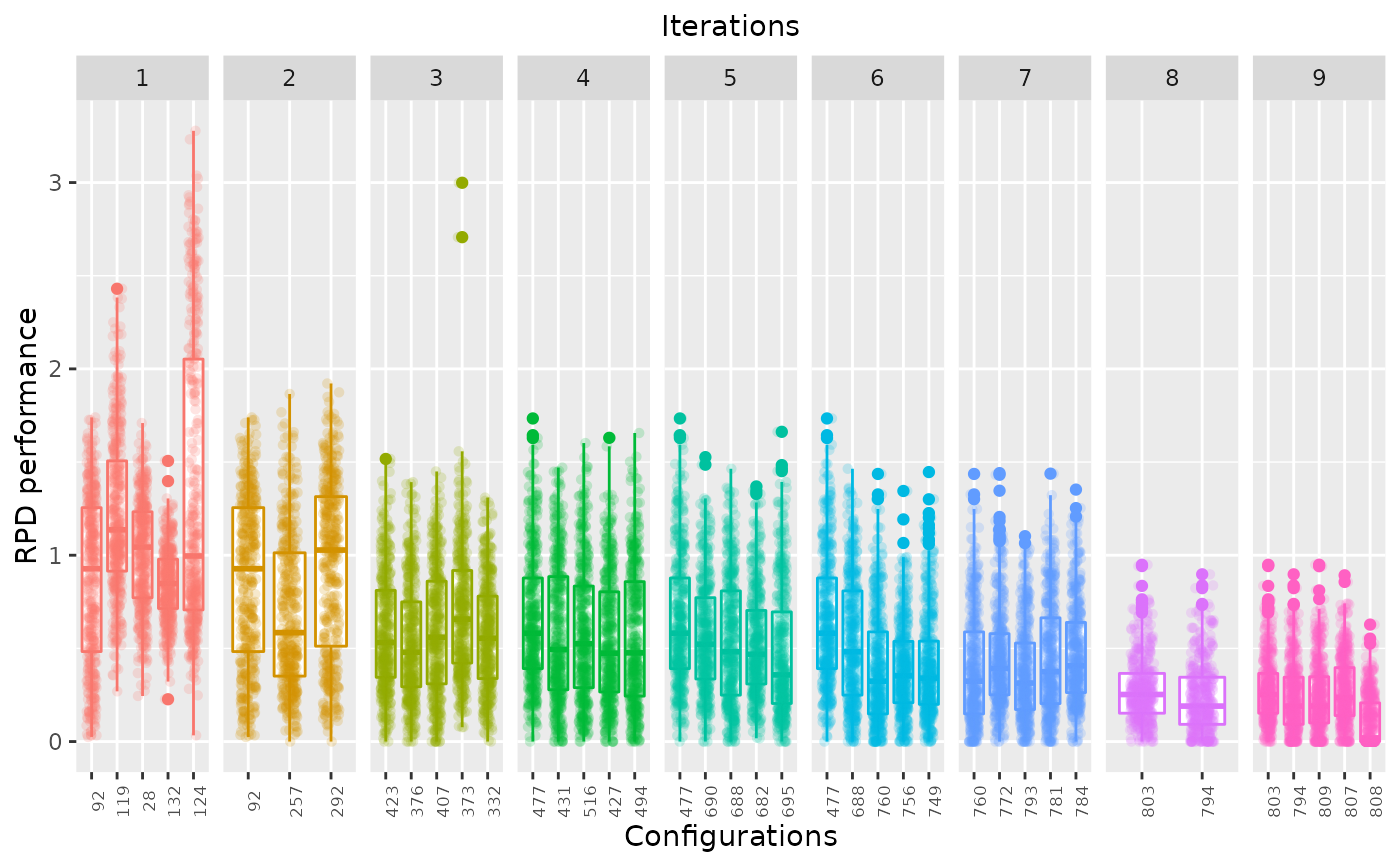 Iterations
1 2 3 4 5 6 7 8 9
RPD performance
3
2
1
0
92 119 28 132 124 92 257 292 423 376 407 373 332 477 431 516 427 494 477 690 688 682 695 477 688 760 756 749 760 772 793 781 784 803 794 803 794 809 807 808
Configurations